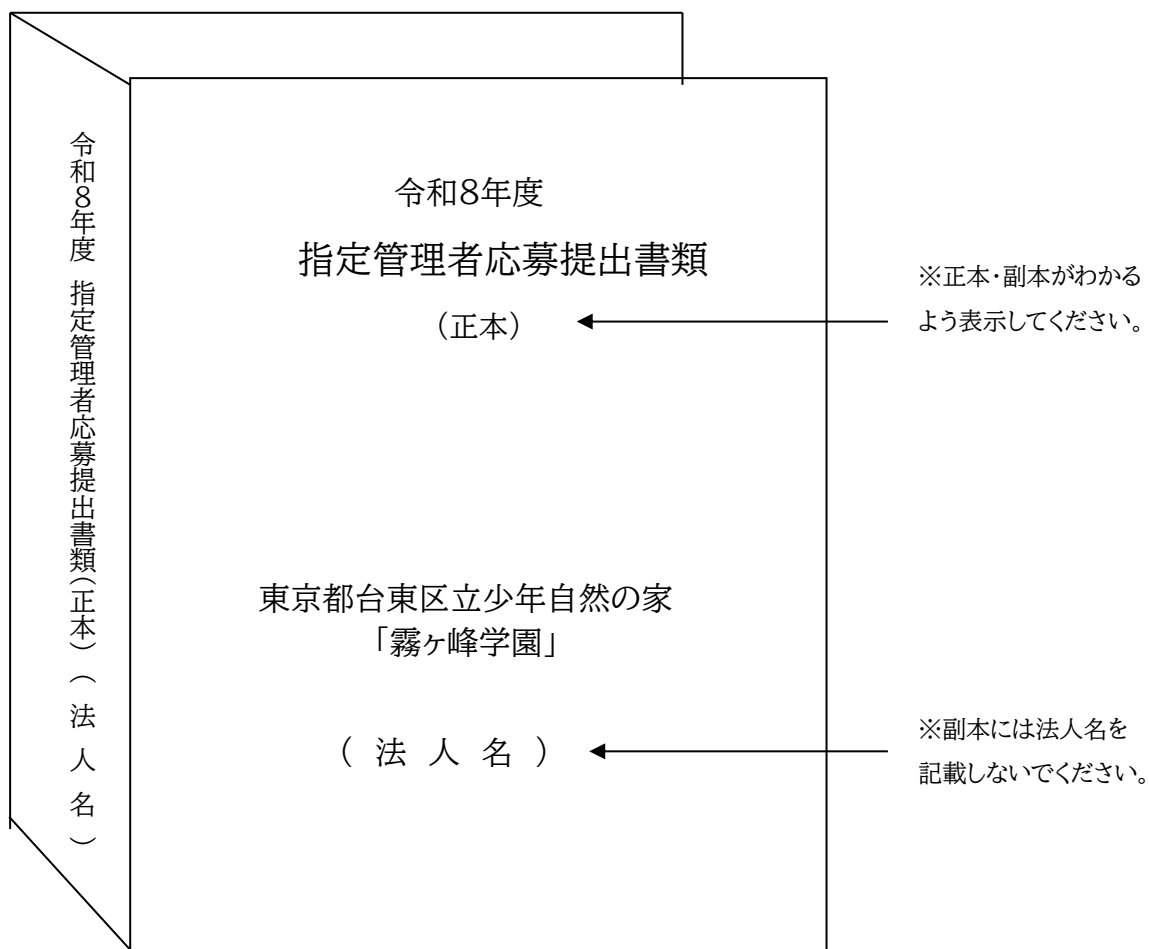 令和8年度 指定管理者応募提出書類(正本)(法人名)
令和8年度
指定管理者応募提出書類
（正本）
※正本・副本がわかる
よう表示してください。
東京都台東区立少年自然の家
「霧ヶ峰学園」
（ 法 人 名 ）
※副本には法人名を
記載しないでください。